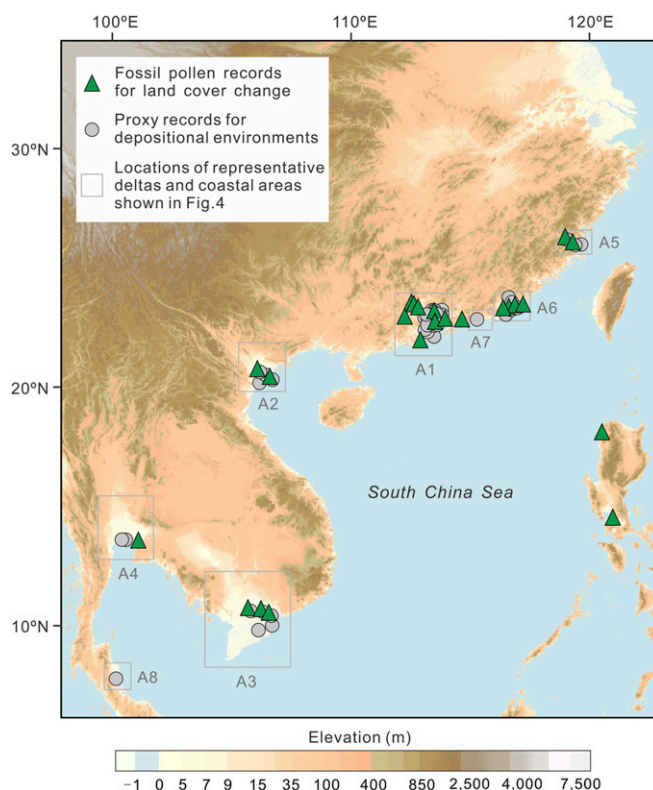 100°E 110°E 120°E
Fossil pollen records
for land cover change
Proxy records for
depositional environments
Locations of representative
deltas and coastal areas
shown in Fig.4
30°N
A5
A6
A7
A1
A2
20°N
South China Sea
A4
10°N
A8
A3
Elevation (m)
−1 0 5 7 9 15 35 100 400 850 2,500 4.000 7.500